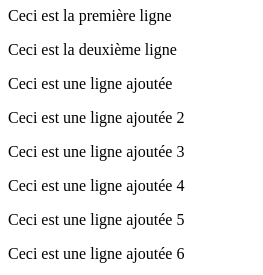 Ceci est la première ligne
Ceci est la deuxième ligne
Ceci est une ligne ajoutée
Ceci est une ligne ajoutée 2
Ceci est une ligne ajoutée 3
Ceci est une ligne ajoutée 4
Ceci est une ligne ajoutée 5
Ceci est une ligne ajoutée 6